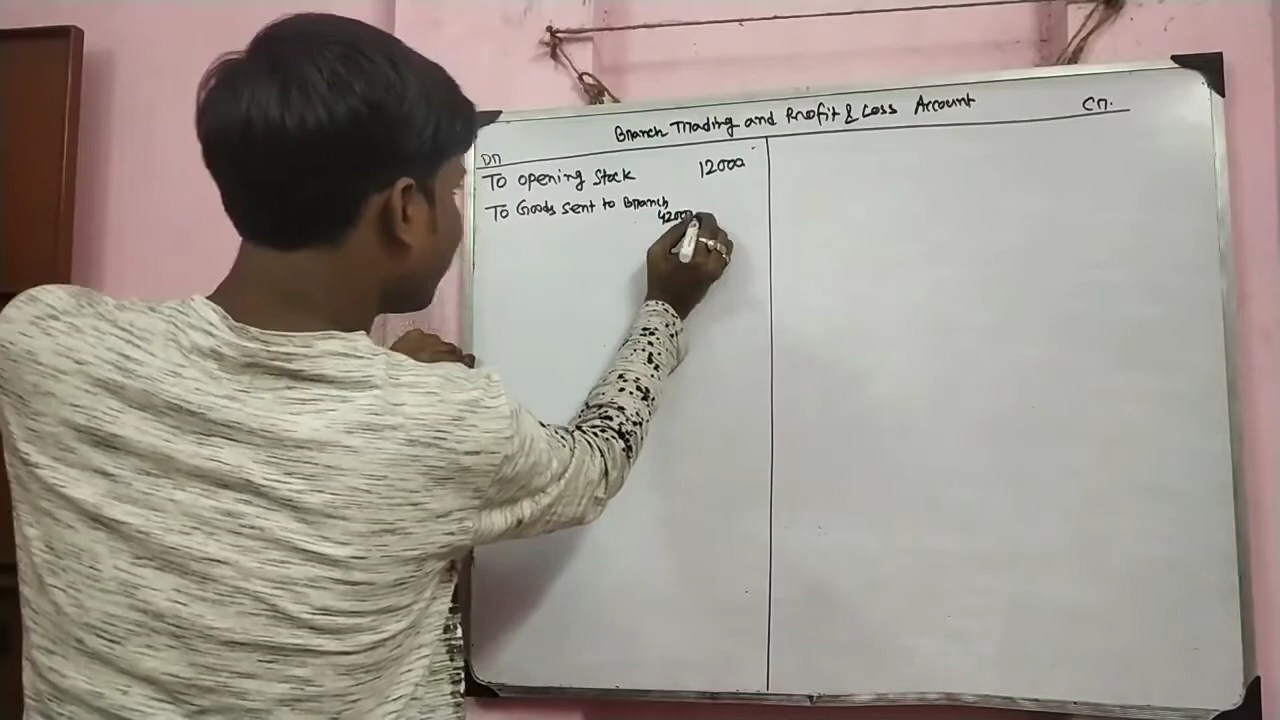 Branch Trading and Profit & Loss Account
Dr
Cr.
To opening Stock 12000
To Goods sent to Branch
42000